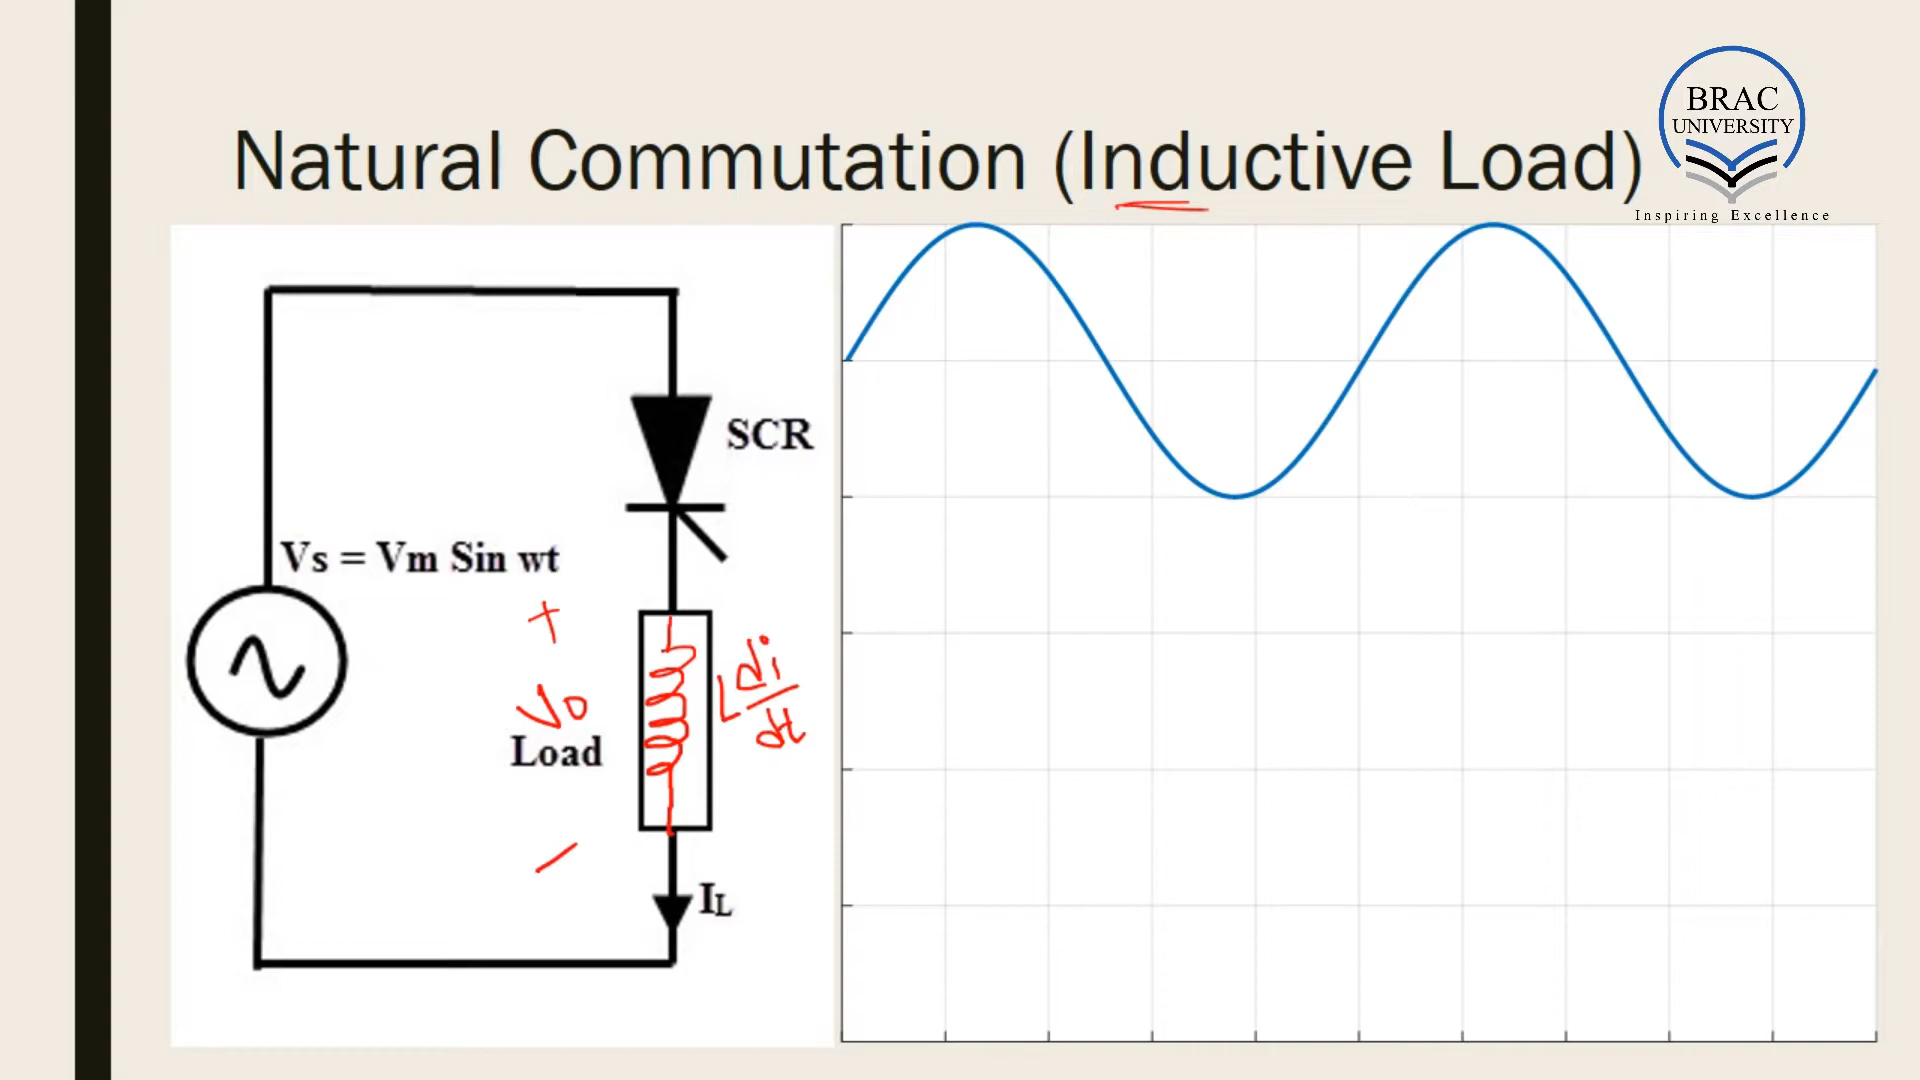 BRAC
UNIVERSITY
Inspiring Excellence
Natural Commutation (Inductive Load)
SCR
Vs = Vm Sin wt
+
L di/dt
Vo
Load
-
IL